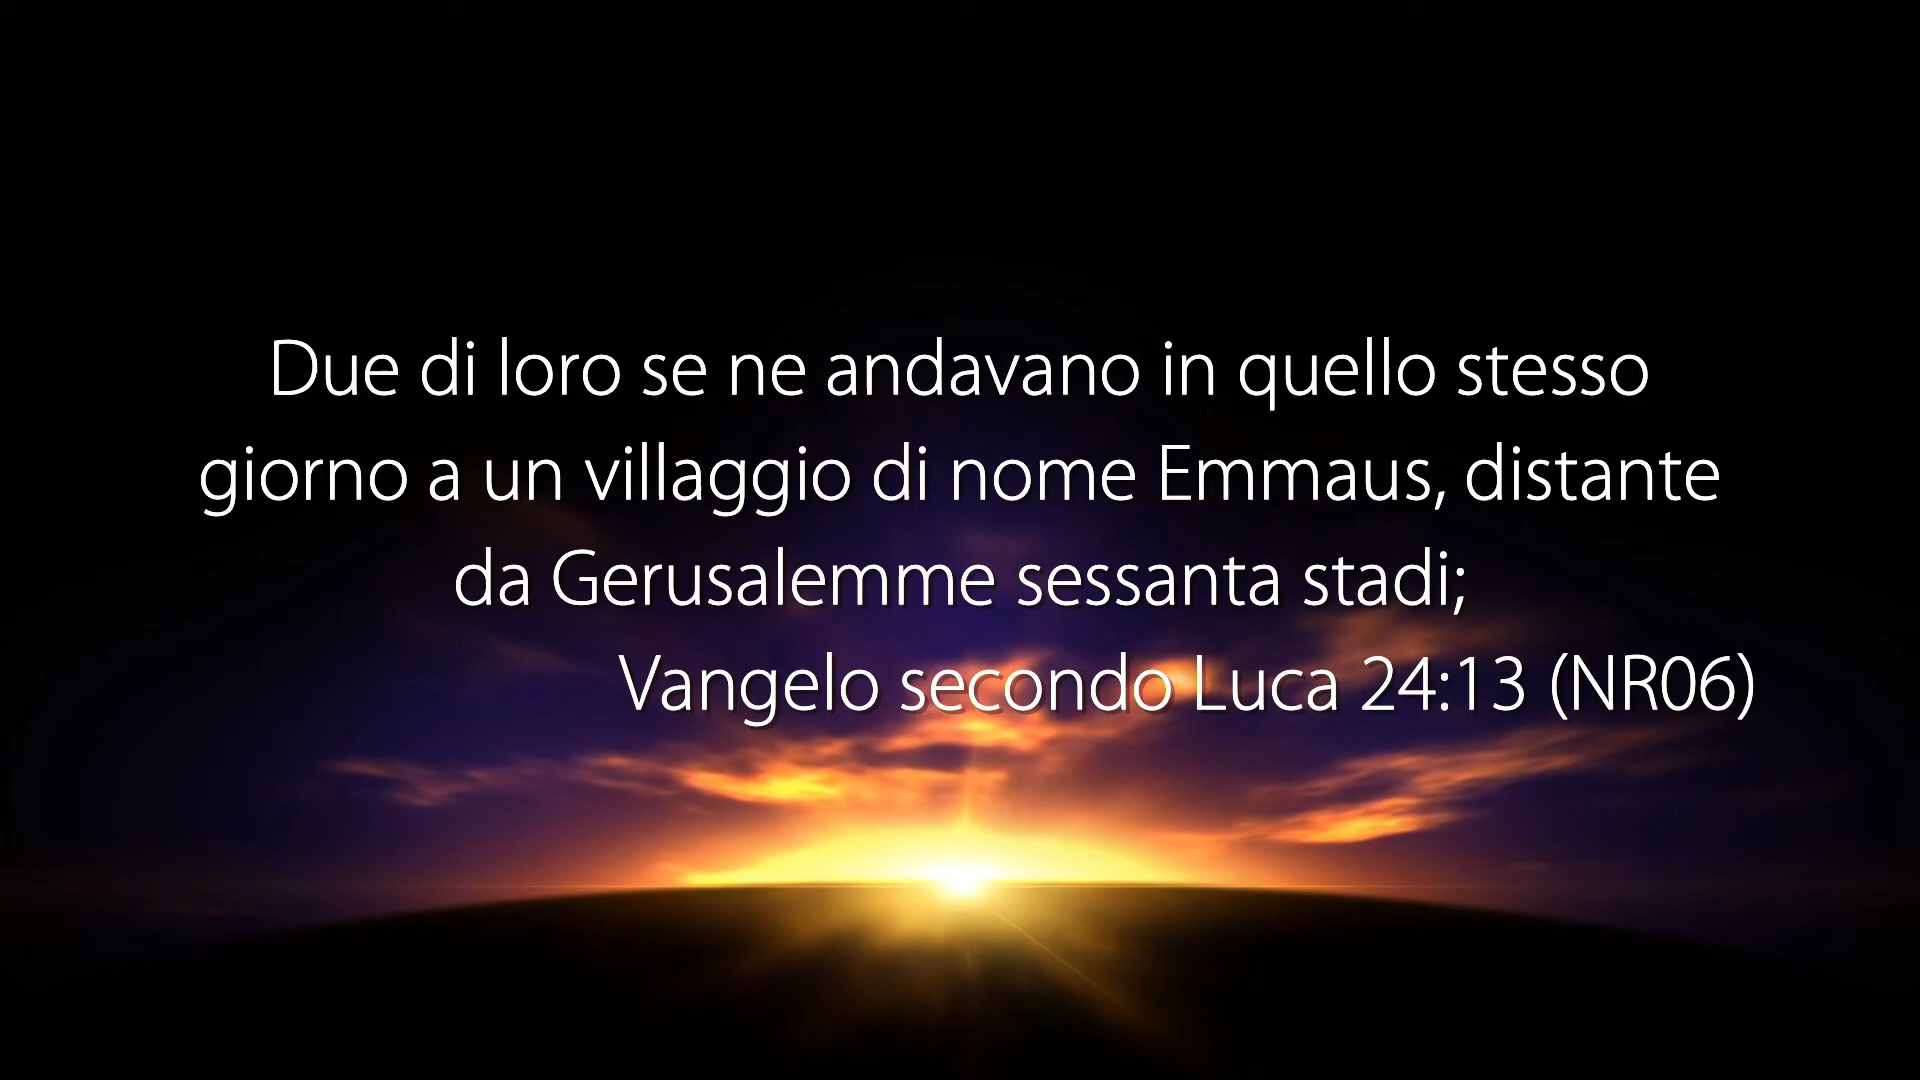 Due di loro se ne andavano in quello stesso
giorno a un villaggio di nome Emmaus, distante
da Gerusalemme sessanta stadi;
Vangelo secondo Luca 24:13 (NR06)